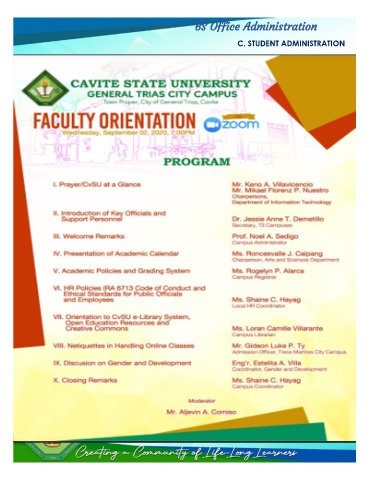 BS Office Administration
C. STUDENT ADMINISTRATION
CAVITE STATE UNIVERSITY
GENERAL TRIAS CITY CAMPUS
Town Proper, City of General Trias, Cavite
FACULTY ORIENTATION
Wednesday, September 02, 2020, 7:00PM
zoom
PROGRAM
I. Prayer/CvSU at a Glance
Mr. Keno A. Villavicencio
Mr. Mikael Florenz P. Nuestro
Chairpersons,
Department of Information Technology
II. Introduction of Key Officials and
Support Personnel
Dr. Jessie Anne T. Demetillo
Secretary, T3 Campuses
III. Welcome Remarks
Prof. Noel A. Sedigo
Campus Administrator
IV. Presentation of Academic Calendar
Ms. Roncesvalle J. Caipang
Chairperson, Arts and Sciences Department
V. Academic Policies and Grading System
Ms. Rogelyn P. Alarca
Campus Registrar
VI. HR Policies (RA 6713 Code of Conduct and
Ethical Standards for Public Officials
and Employees
Ms. Shaine C. Hayag
Local HR Coordinator
VII. Orientation to CvSU e-Library System,
Open Education Resources and
Creative Commons
Ms. Loran Camille Villarante
Campus Librarian
VIII. Netiquettes in Handling Online Classes
Mr. Gideon Luke P. Ty
Admission Officer, Trece Martires City Campus
IX. Discusion on Gender and Development
Eng'r. Estelita A. Villa
Coordinator, Gender and Development
X. Closing Remarks
Ms. Shaine C. Hayag
Campus Coordinator
Moderator
Mr. Aljevin A. Comiso
Creating a Community of Life-Long Learners